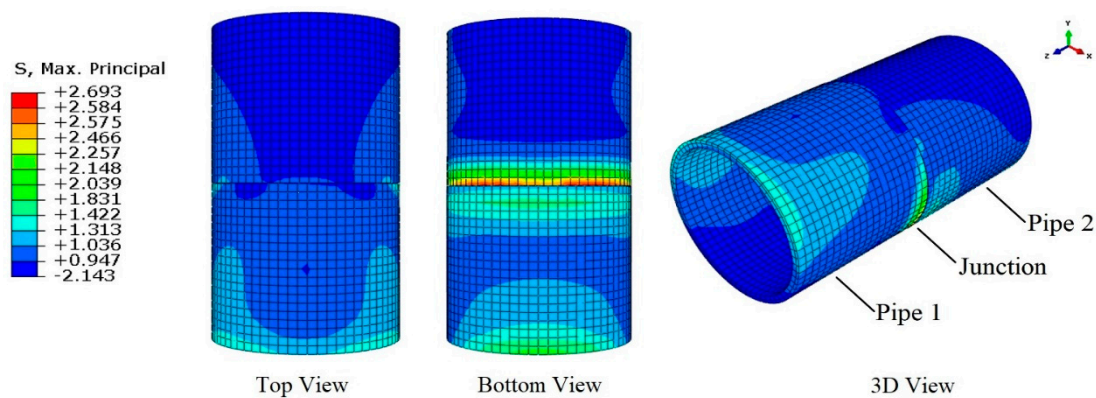 S, Max. Principal
+2.693
+2.584
+2.575
+2.466
+2.257
+2.148
+2.039
+1.831
+1.422
+1.313
+1.036
+0.947
-2.143
Y
Z
X
Pipe 2
Junction
Pipe 1
Top View
Bottom View
3D View